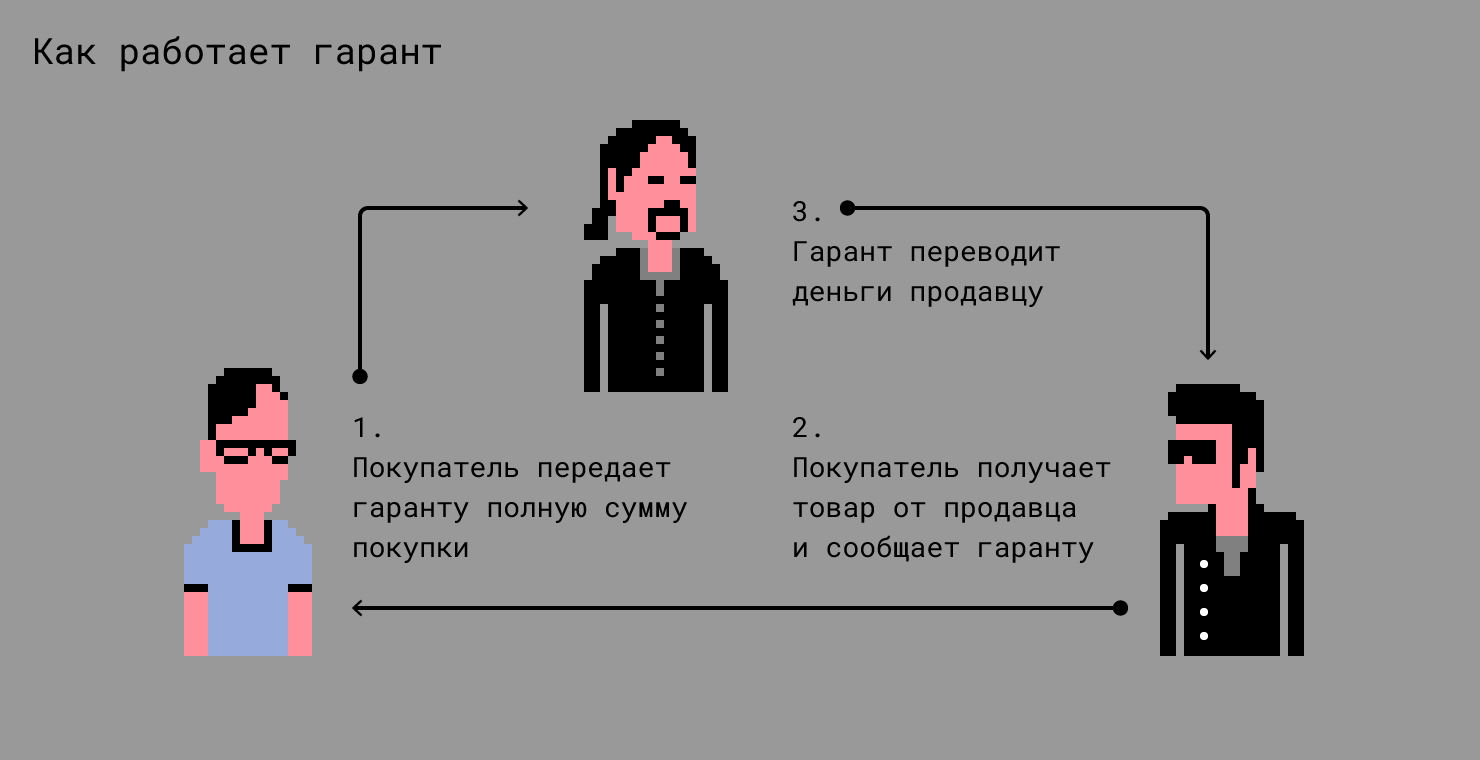 Как работает гарант
3.
Гарант переводит
деньги продавцу
1.
Покупатель передает
гаранту полную сумму
покупки
2.
Покупатель получает
товар от продавца
и сообщает гаранту